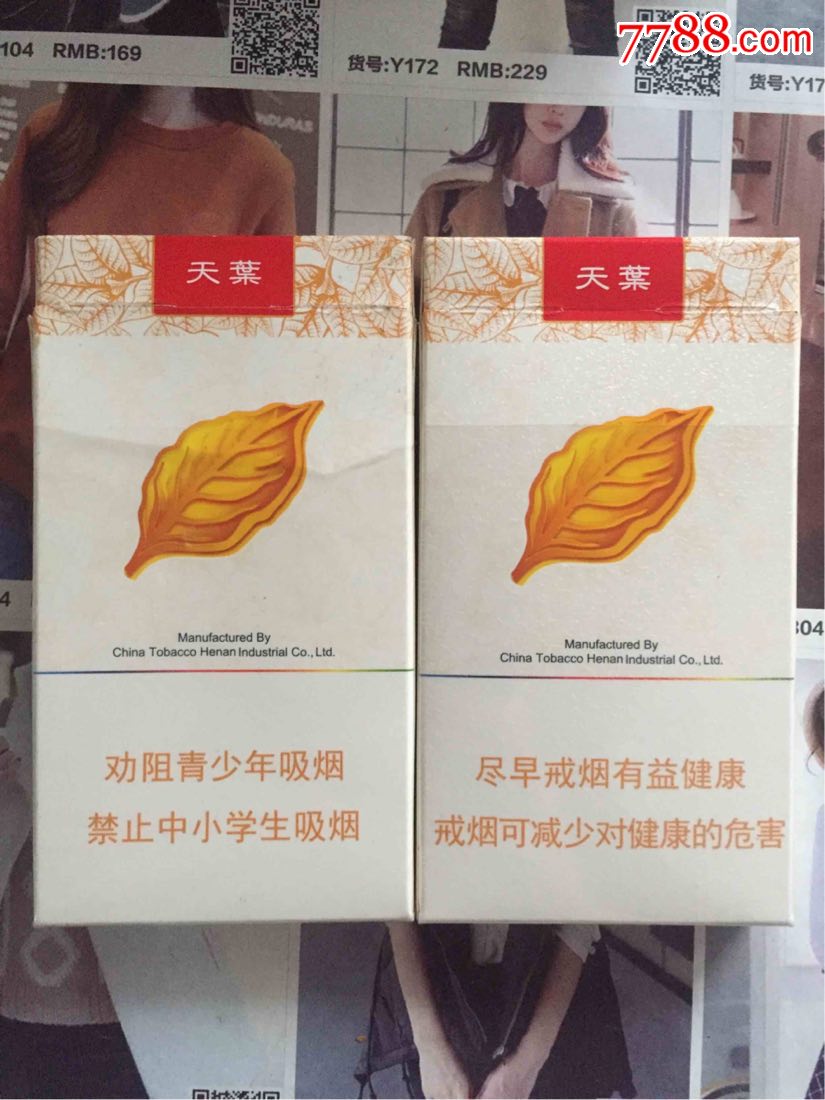 7788.com
104 RMB:169
货号:Y172 RMB:229
货号:Y17
NDURAS
天葉
天葉
Manufactured By
China Tobacco Henan Industrial Co., Ltd.
Manufactured By
China Tobacco Henan Industrial Co., Ltd.
4
304
劝阻青少年吸烟
禁止中小学生吸烟
尽早戒烟有益健康
戒烟可减少对健康的危害